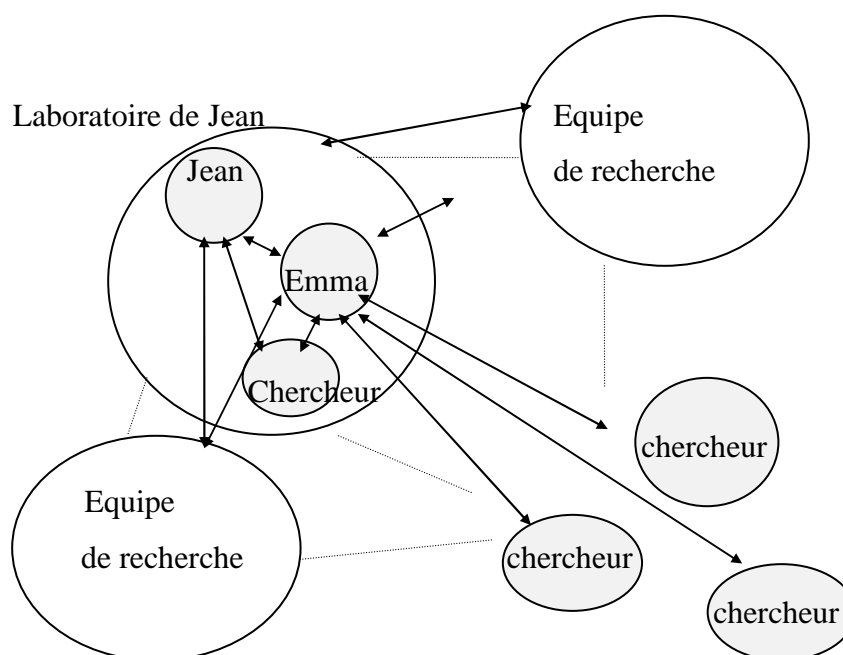 Laboratoire de Jean
Equipe
de recherche
Jean
Emma
Chercheur
chercheur
Equipe
de recherche
chercheur
chercheur